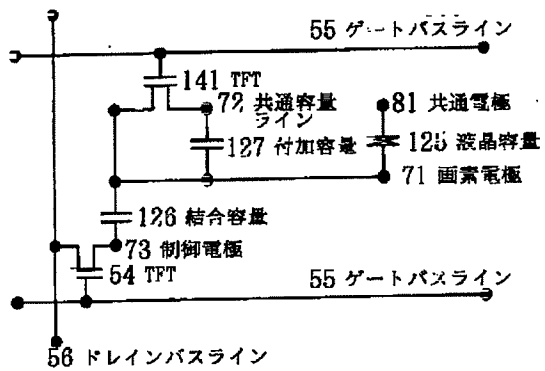 55 ゲートバスライン
141 TFT
72 共通容量
ライン
81 共通電極
127 付加容量
125 液晶容量
71 画素電極
126 結合容量
73 制御電極
54 TFT
55 ゲートバスライン
56 ドレインバスライン